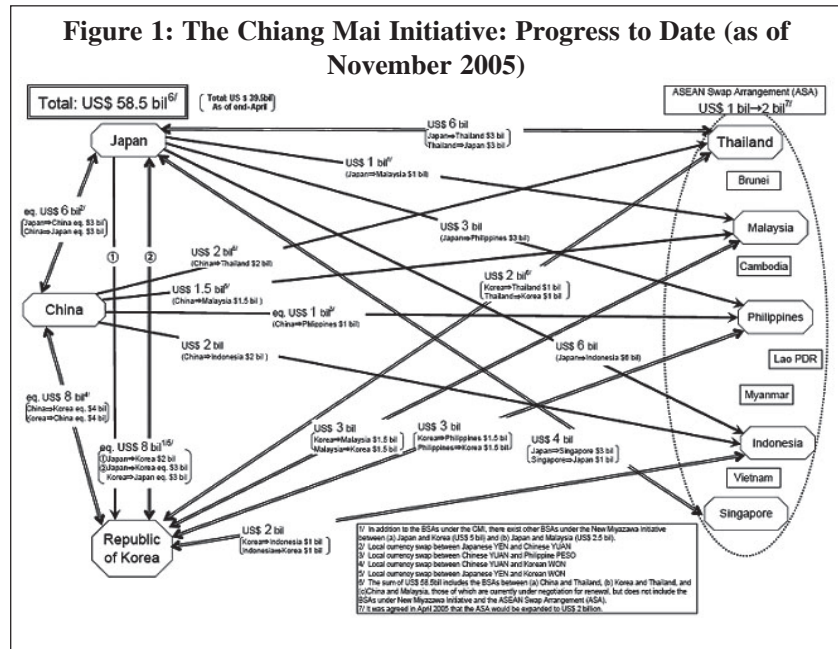 Figure 1: The Chiang Mai Initiative: Progress to Date (as of
November 2005)
Total: US$ 58.5 bil6/
Total: US $ 39.5bil
As of end-April
ASEAN Swap Arrangement (ASA)
US$ 1 bil→2 bil7/
Japan
US$ 6 bil
Japan⇒Thailand $3 bil
Thailand⇒Japan $3 bil
Thailand
Brunei
US$ 1 bil1/
(Japan⇒Malaysia $1 bil)
eq. US$ 6 bil2/
Japan⇒China eq. $3 bil
China⇒Japan eq. $3 bil
①
②
US$ 3 bil
(Japan⇒Philippines $3 bil)
Malaysia
US$ 2 bil6/
(China⇒Thailand $2 bil)
US$ 2 bil6/
Korea⇒Thailand $1 bil
Thailand⇒Korea $1 bil
Cambodia
US$ 1.5 bil6/
(China⇒Malaysia $1.5 bil )
China
eq. US$ 1 bil3/
(China⇒Philippines $1 bil)
Philippines
US$ 2 bil
(China⇒Indonesia $2 bil )
US$ 6 bil
(Japan⇒Indonesia $6 bil)
Lao PDR
Myanmar
eq. US$ 8 bil4/
China⇒Korea eq. $4 bil
Korea⇒China eq. $4 bil
eq. US$ 8 bil1/5/
①Japan⇒Korea $2 bil
②Japan⇒Korea eq. $3 bil
Korea⇒Japan eq. $3 bil
US$ 3 bil
Korea⇒Malaysia $1.5 bil
Malaysia⇒Korea $1.5 bil
US$ 3 bil
Korea⇒Philippines $1.5 bil
Philippines⇒Korea $1.5 bil
US$ 4 bil
Japan⇒Singapore $3 bil
Singapore⇒Japan $1 bil
Indonesia
Vietnam
Singapore
Republic
of Korea
US$ 2 bil
Korea⇒Indonesia $1 bil
Indonesia⇒Korea $1 bil
1/ In addition to the BSAs under the CMI, there exist other BSAs under the New Miyazawa Initiative
between (a) Japan and Korea (US$ 5 bil) and (b) Japan and Malaysia (US$ 2.5 bil).
2/ Local currency swap between Japanese YEN and Chinese YUAN
3/ Local currency swap between Chinese YUAN and Philippine PESO
4/ Local currency swap between Chinese YUAN and Korean WON
5/ Local currency swap between Japanese YEN and Korean WON
6/ The sum of US$ 58.5bil includes the BSAs between (a) China and Thailand, (b) Korea and Thailand, and
(c)China and Malaysia, those of which are currently under negotiation for renewal, but does not include the
BSAs under New Miyazawa Initiative and the ASEAN Swap Arrangement (ASA).
7/ It was agreed in April 2005 that the ASA would be expanded to US$ 2 billion.